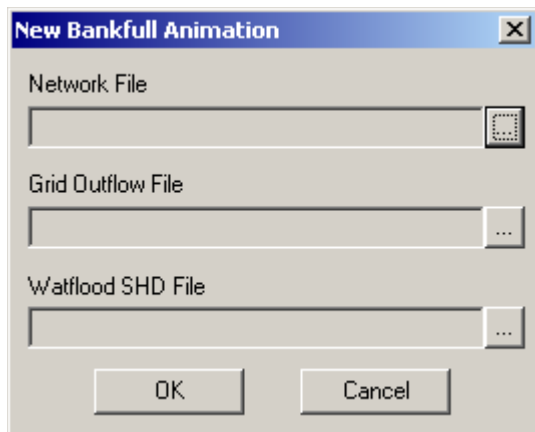 New Bankfull Animation
Network File
...
Grid Outflow File
...
Watflood SHD File
...
OK Cancel